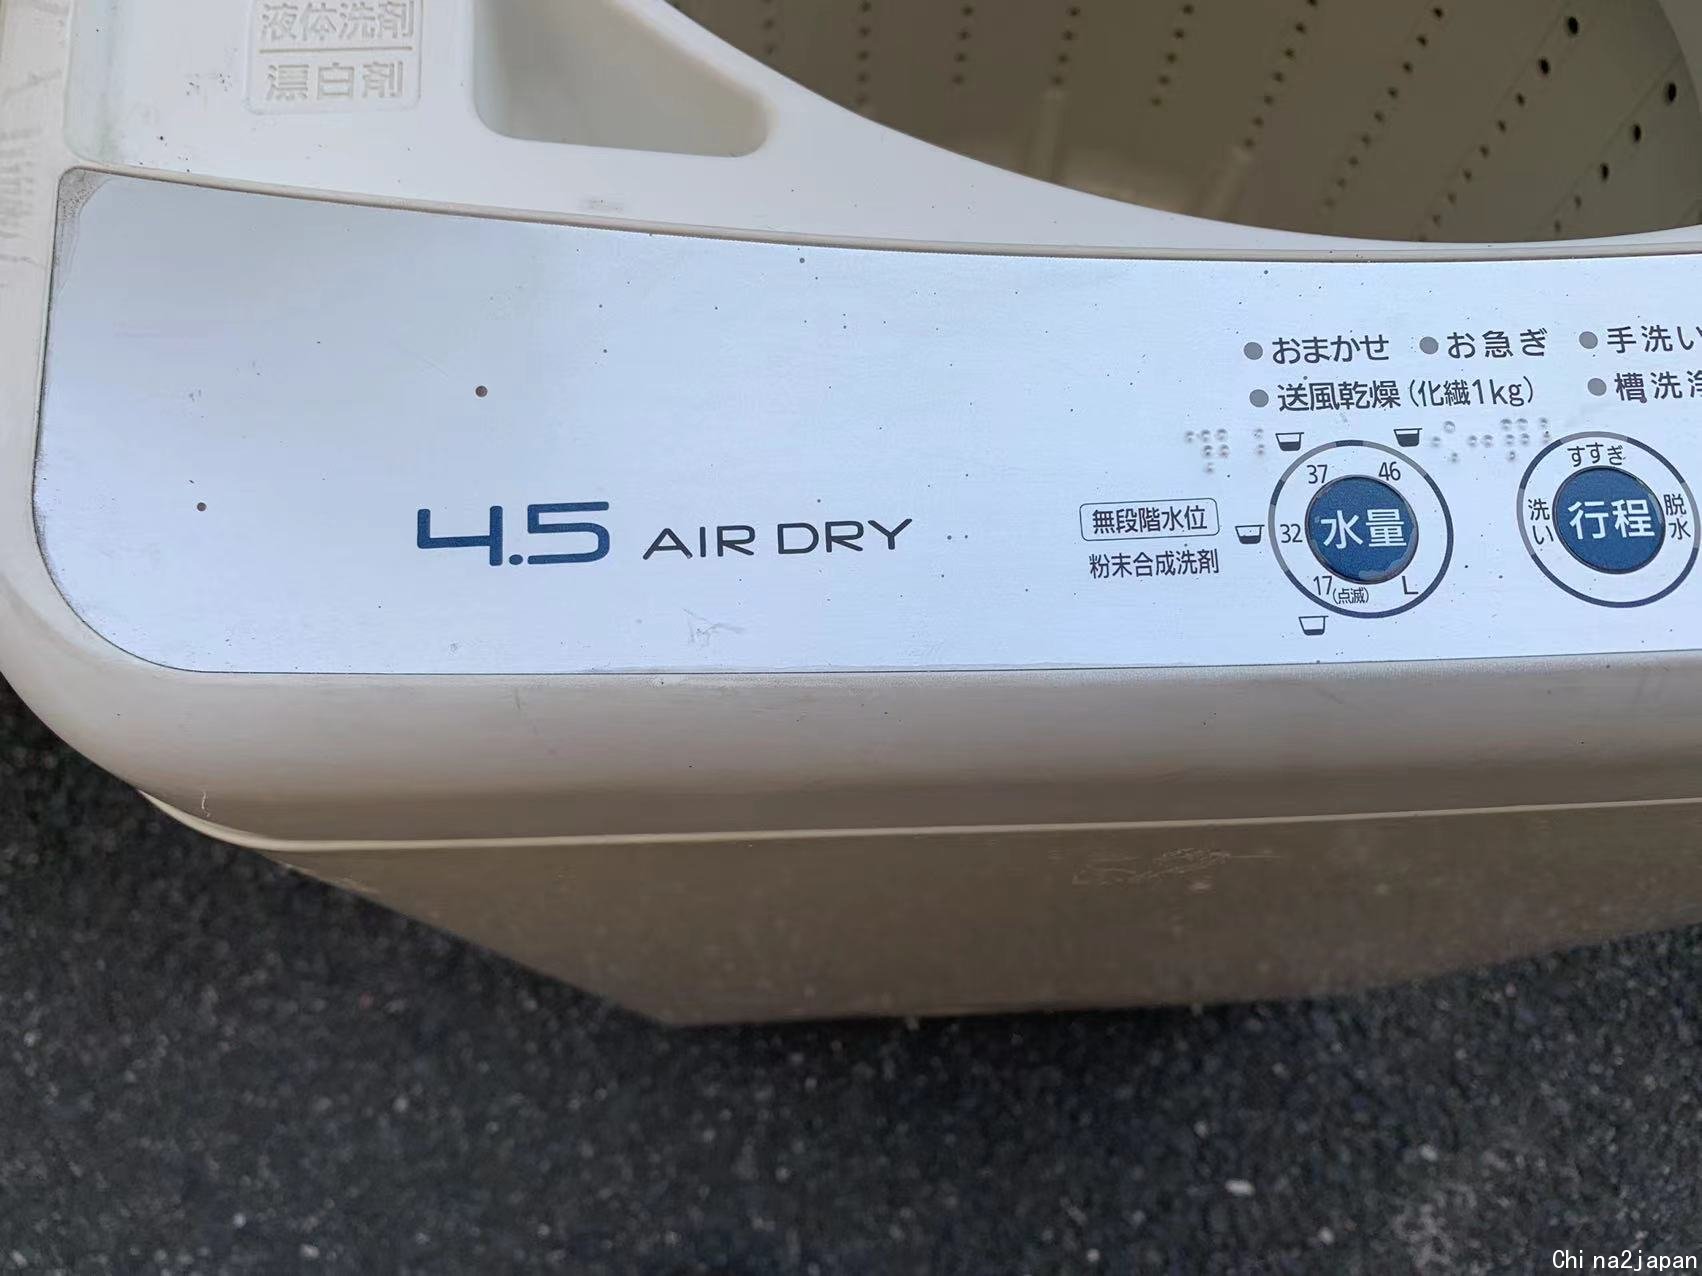 液体洗剤
漂白剤
おまかせ お急ぎ 手洗い
送風乾燥(化繊1kg) 槽洗浄
37 46
すすぎ
4.5 AIR DRY
無段階水位
32 水量
洗い 行程 脱水
粉末合成洗剤
17(点滅) L
China2japan